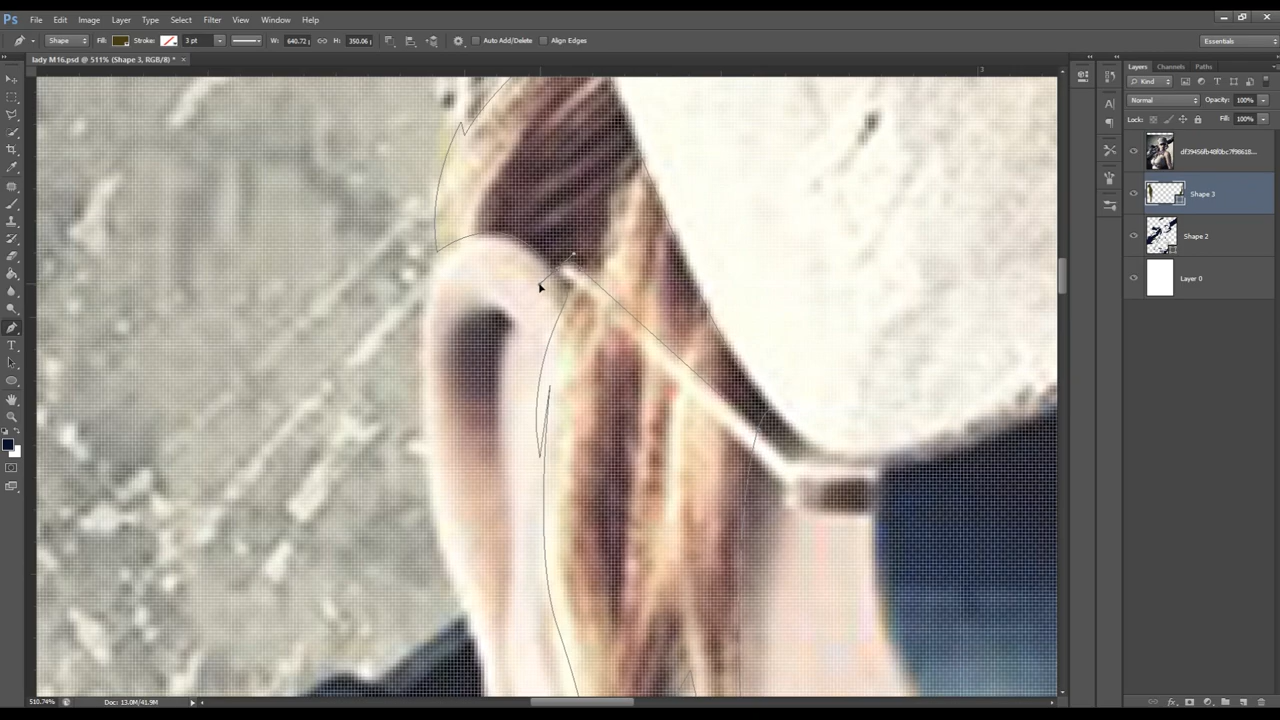 Ps File Edit Image Layer Type Select Filter View Window Help
Shape Fill: Stroke: 3 pt W: 640.72 H: 350.06 Auto Add/Delete Align Edges Essentials
lady M16.psd @ 511% (Shape 3, RGB/8) * ×
3
Layers Channels Paths
Kind
Normal Opacity: 100%
Lock: Fill: 100%
df39456fb48f0bc7f98618...
Shape 3
Shape 2
Layer 0
510.74% Doc: 13.0M/41.9M